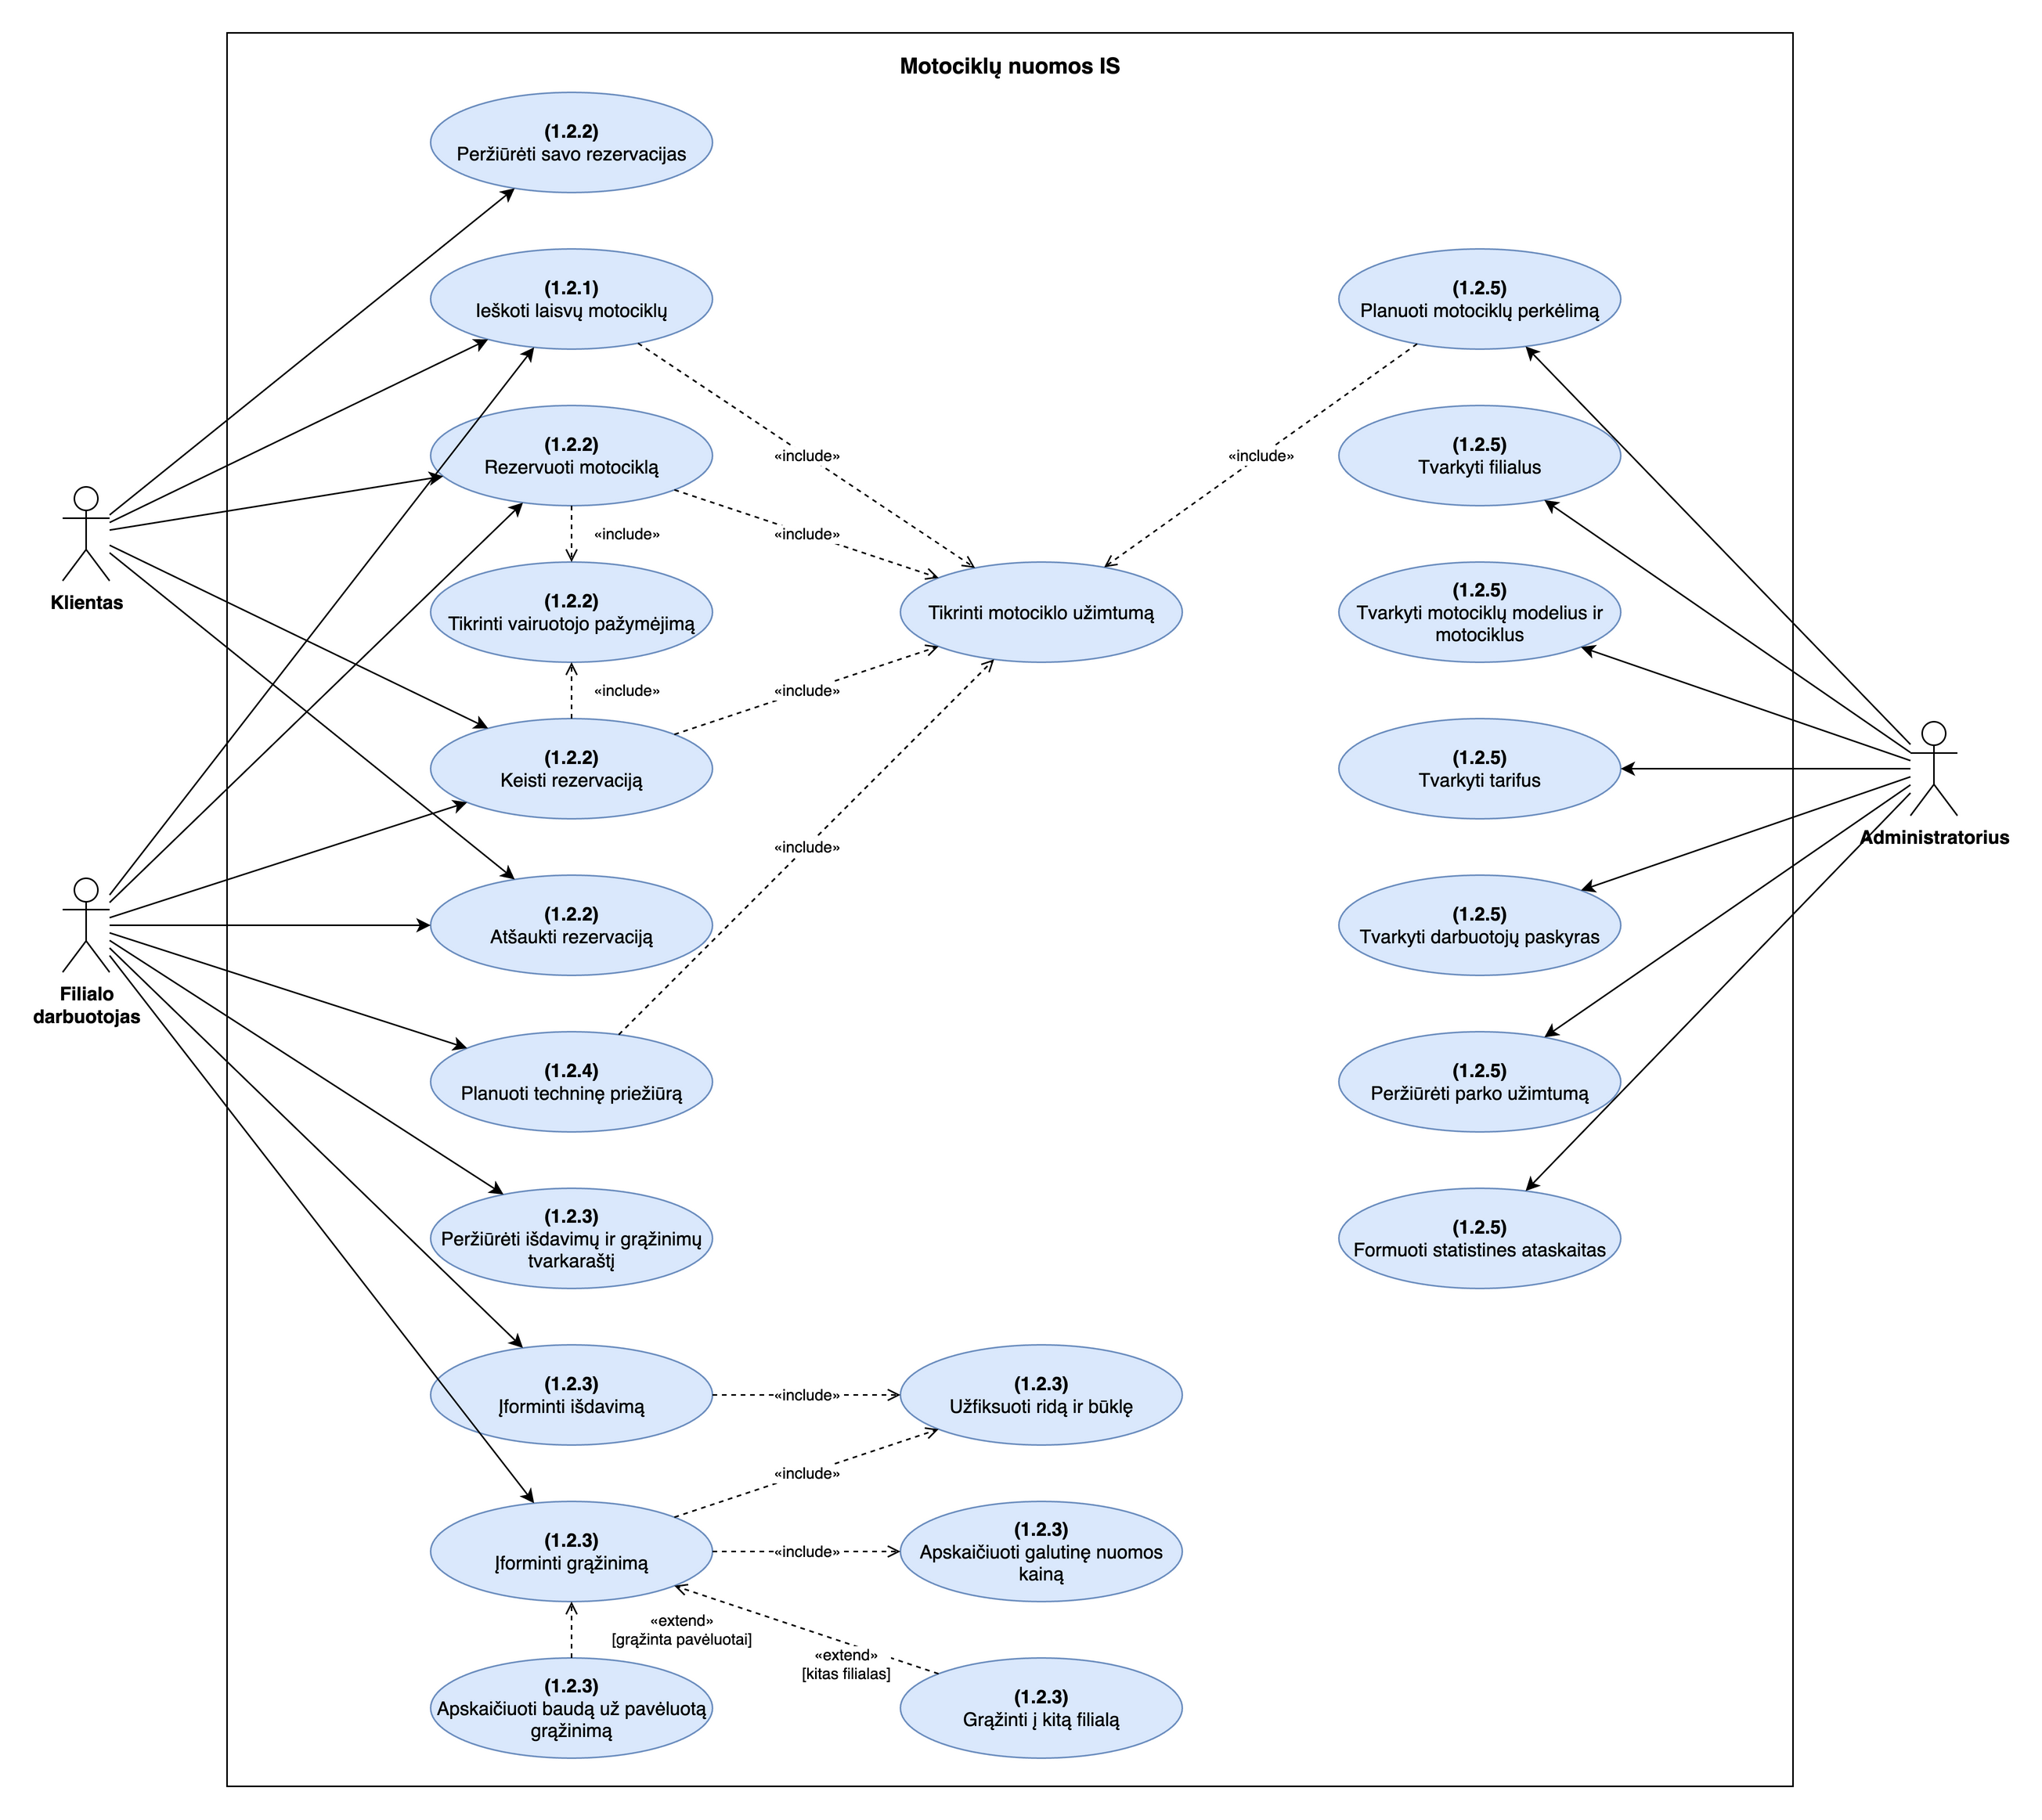 Motociklų nuomos IS
(1.2.2)
Peržiūrėti savo rezervacijas
(1.2.1)
Ieškoti laisvų motociklų
(1.2.5)
Planuoti motociklų perkėlimą
(1.2.2)
Rezervuoti motociklą
«include»
«include»
(1.2.5)
Tvarkyti filialus
«include»
«include»
Klientas
(1.2.2)
Tikrinti vairuotojo pažymėjimą
Tikrinti motociklo užimtumą
(1.2.5)
Tvarkyti motociklų modelius ir
motociklus
«include»
«include»
(1.2.2)
Keisti rezervaciją
(1.2.5)
Tvarkyti tarifus
Administratorius
«include»
(1.2.2)
Atšaukti rezervaciją
(1.2.5)
Tvarkyti darbuotojų paskyras
Filialo
darbuotojas
(1.2.4)
Planuoti techninę priežiūrą
(1.2.5)
Peržiūrėti parko užimtumą
(1.2.3)
Peržiūrėti išdavimų ir grąžinimų
tvarkaraštį
(1.2.5)
Formuoti statistines ataskaitas
(1.2.3)
Įforminti išdavimą
«include»
(1.2.3)
Užfiksuoti ridą ir būklę
«include»
(1.2.3)
Įforminti grąžinimą
«include»
(1.2.3)
Apskaičiuoti galutinę nuomos
kainą
«extend»
[grąžinta pavėluotai]
«extend»
[kitas filialas]
(1.2.3)
Apskaičiuoti baudą už pavėluotą
grąžinimą
(1.2.3)
Grąžinti į kitą filialą